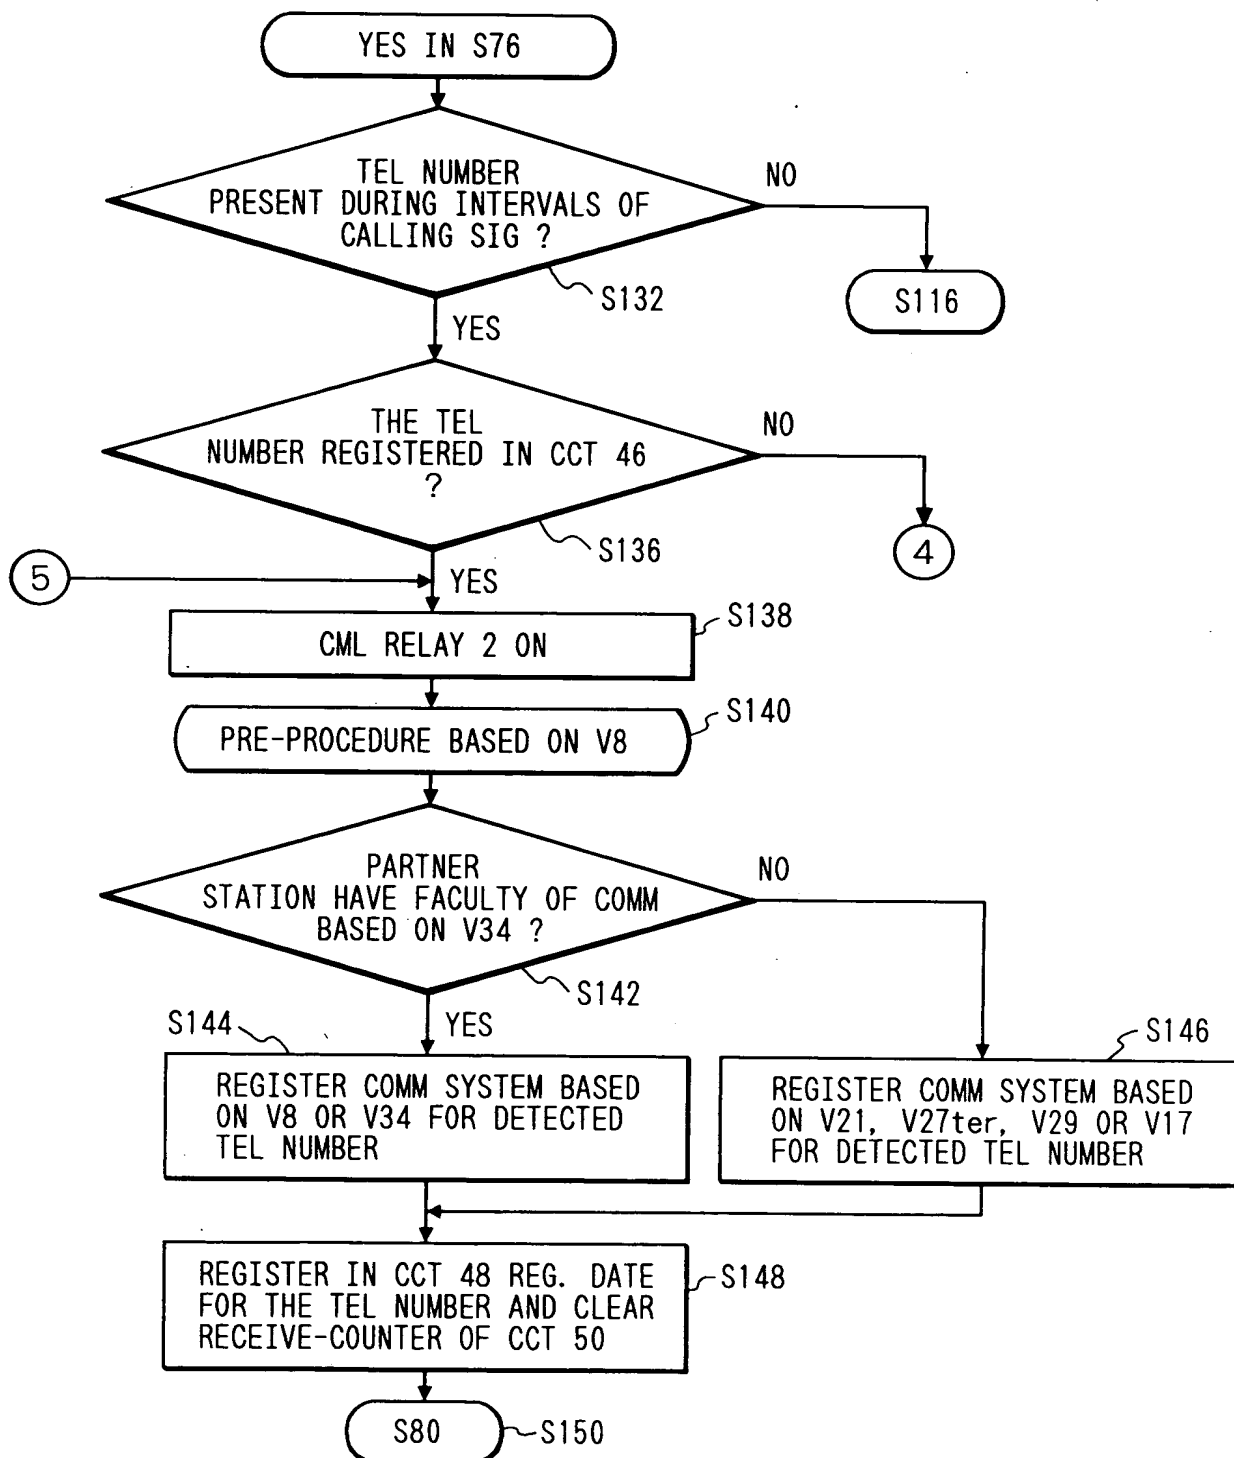 YES IN S76
TEL NUMBER
PRESENT DURING INTERVALS OF
CALLING SIG ?
NO
S132
S116
YES
THE TEL
NUMBER REGISTERED IN CCT 46
?
NO
S136
4
5
YES
S138
CML RELAY 2 ON
S140
PRE-PROCEDURE BASED ON V8
PARTNER
STATION HAVE FACULTY OF COMM
BASED ON V34 ?
NO
S142
YES
S144
S146
REGISTER COMM SYSTEM BASED
ON V8 OR V34 FOR DETECTED
TEL NUMBER
REGISTER COMM SYSTEM BASED
ON V21, V27ter, V29 OR V17
FOR DETECTED TEL NUMBER
REGISTER IN CCT 48 REG. DATE
FOR THE TEL NUMBER AND CLEAR
RECEIVE-COUNTER OF CCT 50
S148
S80
S150